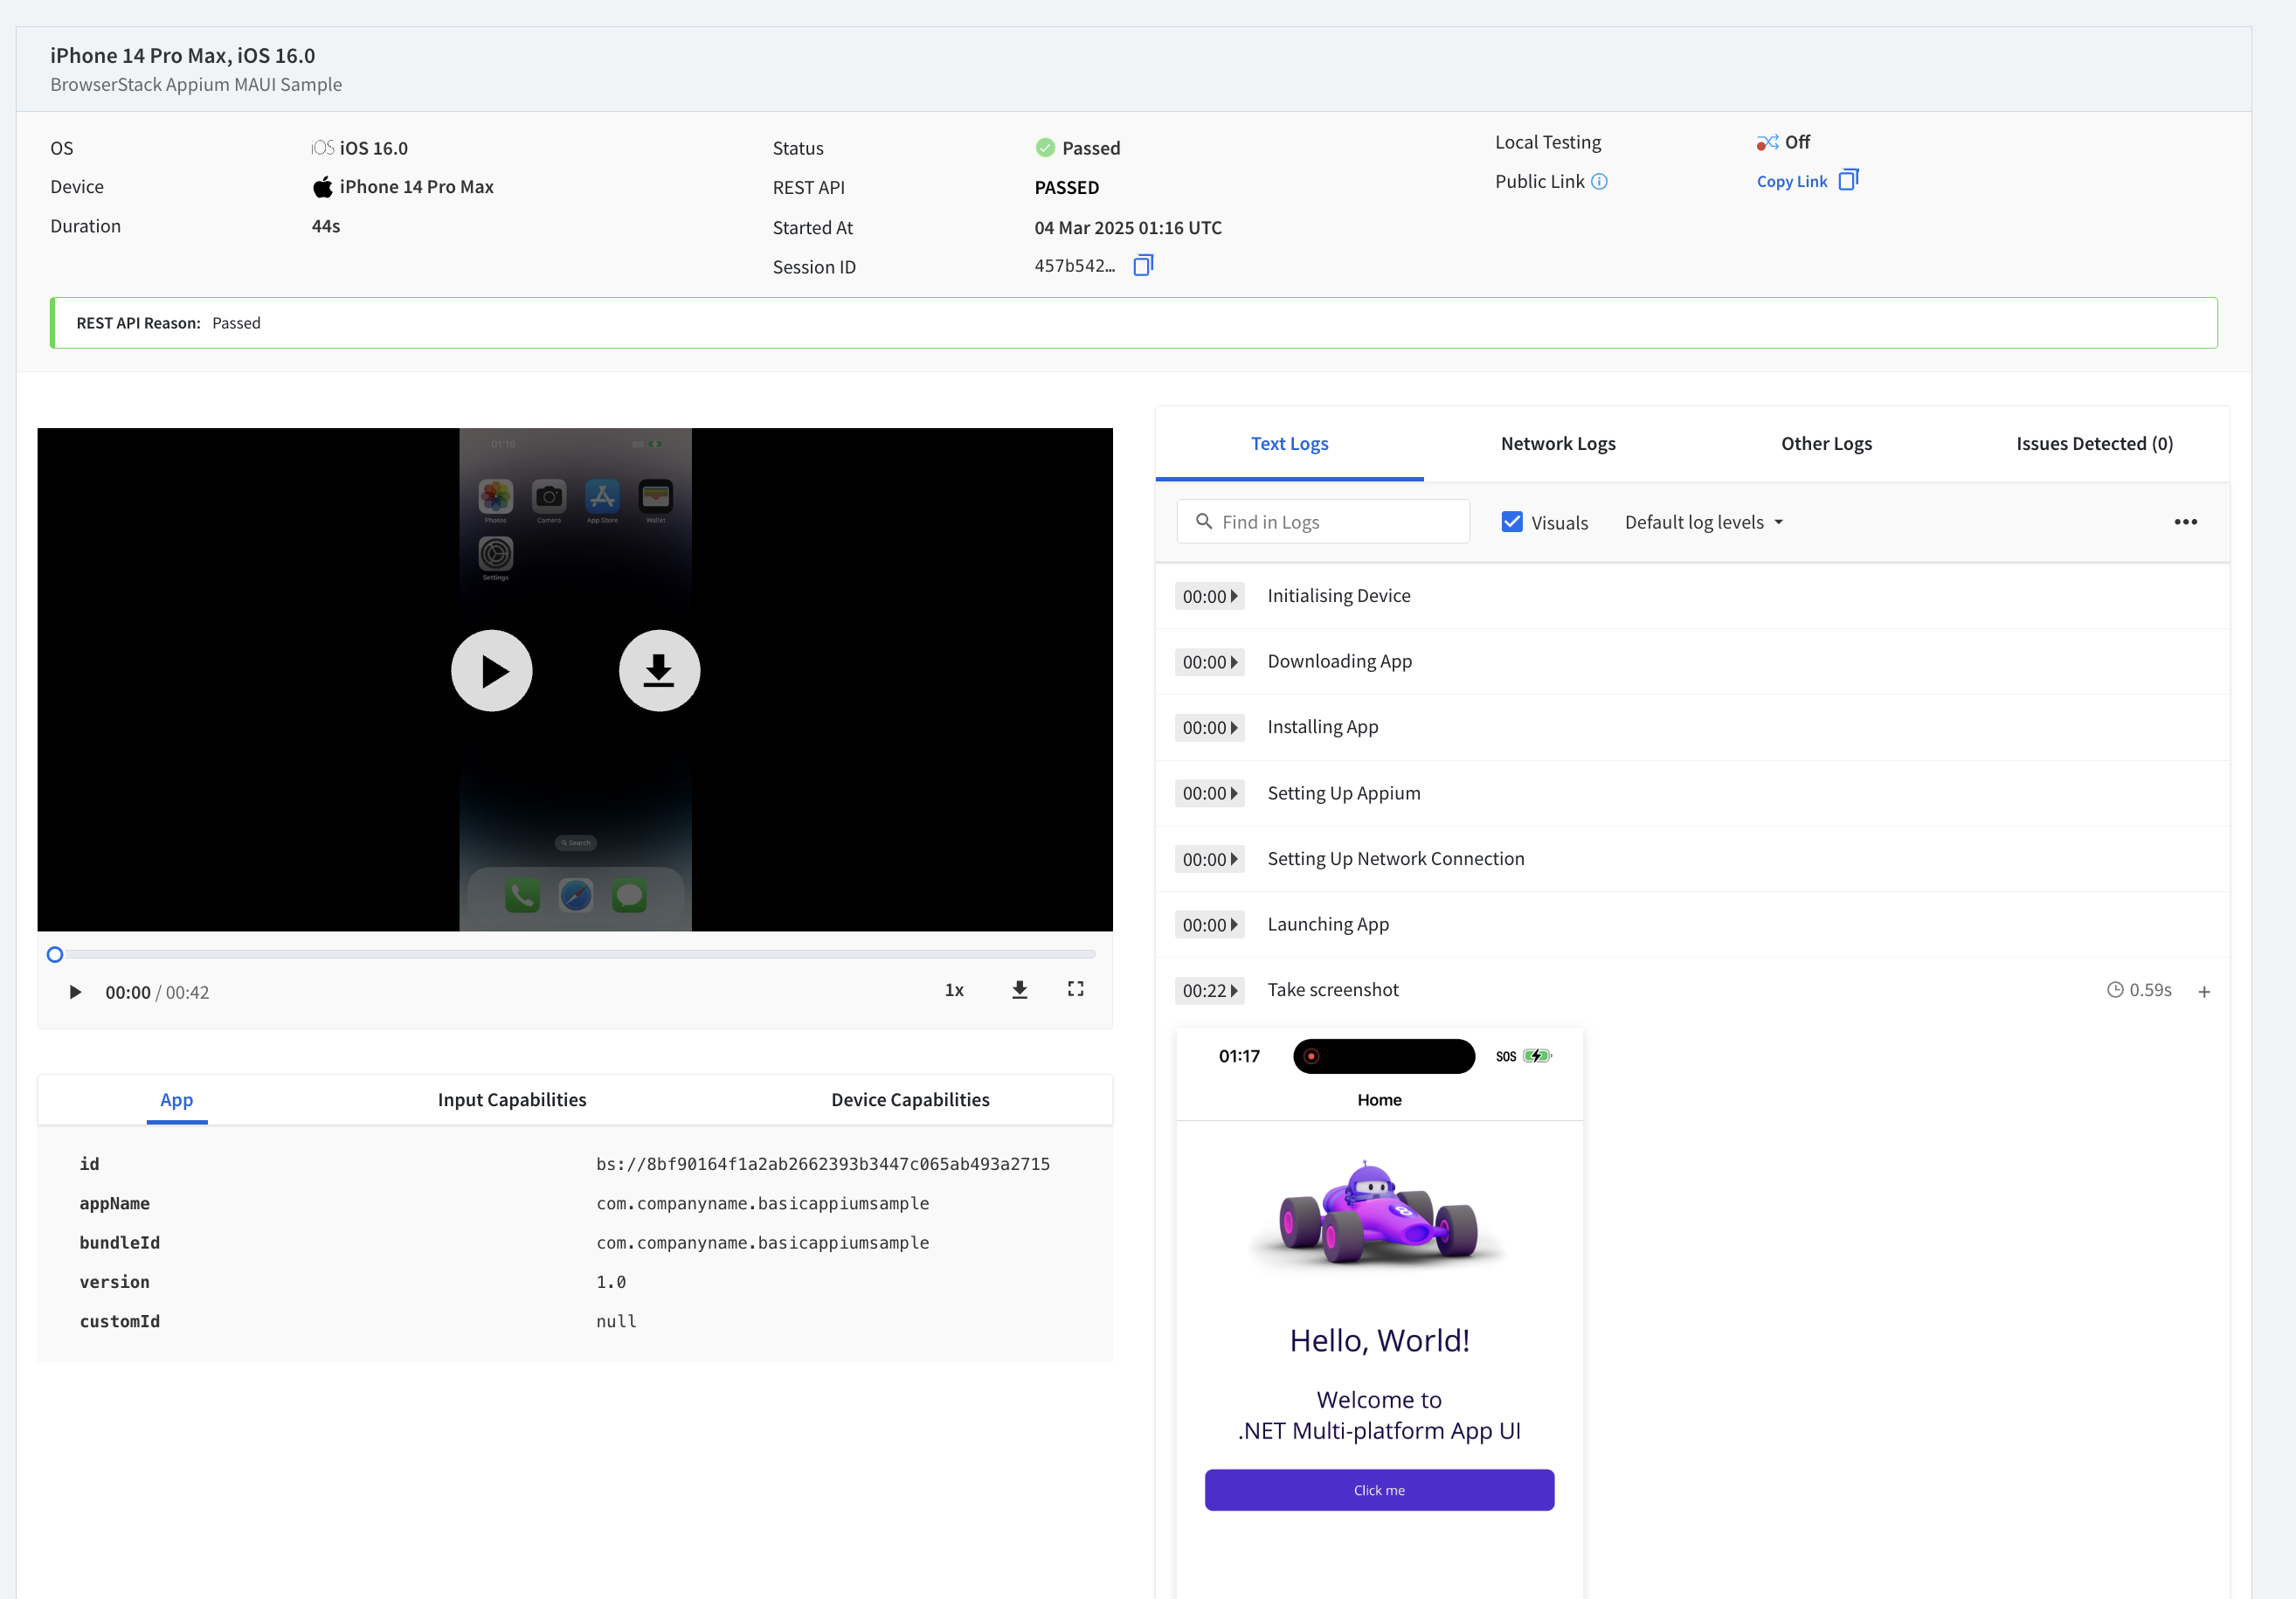 iPhone 14 Pro Max, iOS 16.0
BrowserStack Appium MAUI Sample
OS
iOS iOS 16.0
Device
iPhone 14 Pro Max
Duration
44s
Status
Passed
REST API
PASSED
Started At
04 Mar 2025 01:16 UTC
Session ID
457b542...
Local Testing
Off
Public Link
Copy Link
REST API Reason: Passed
01:16
SOS
Photos
Camera
App Store
Wallet
Settings
Search
00:00 / 00:42
1x
App
Input Capabilities
Device Capabilities
id
bs://8bf90164f1a2ab2662393b3447c065ab493a2715
appName
com.companyname.basicappiumsample
bundleId
com.companyname.basicappiumsample
version
1.0
customId
null
Text Logs
Network Logs
Other Logs
Issues Detected (0)
Find in Logs
Visuals
Default log levels
00:00 Initialising Device
00:00 Downloading App
00:00 Installing App
00:00 Setting Up Appium
00:00 Setting Up Network Connection
00:00 Launching App
00:22 Take screenshot
0.59s
01:17
SOS
Home
Hello, World!
Welcome to
.NET Multi-platform App UI
Click me